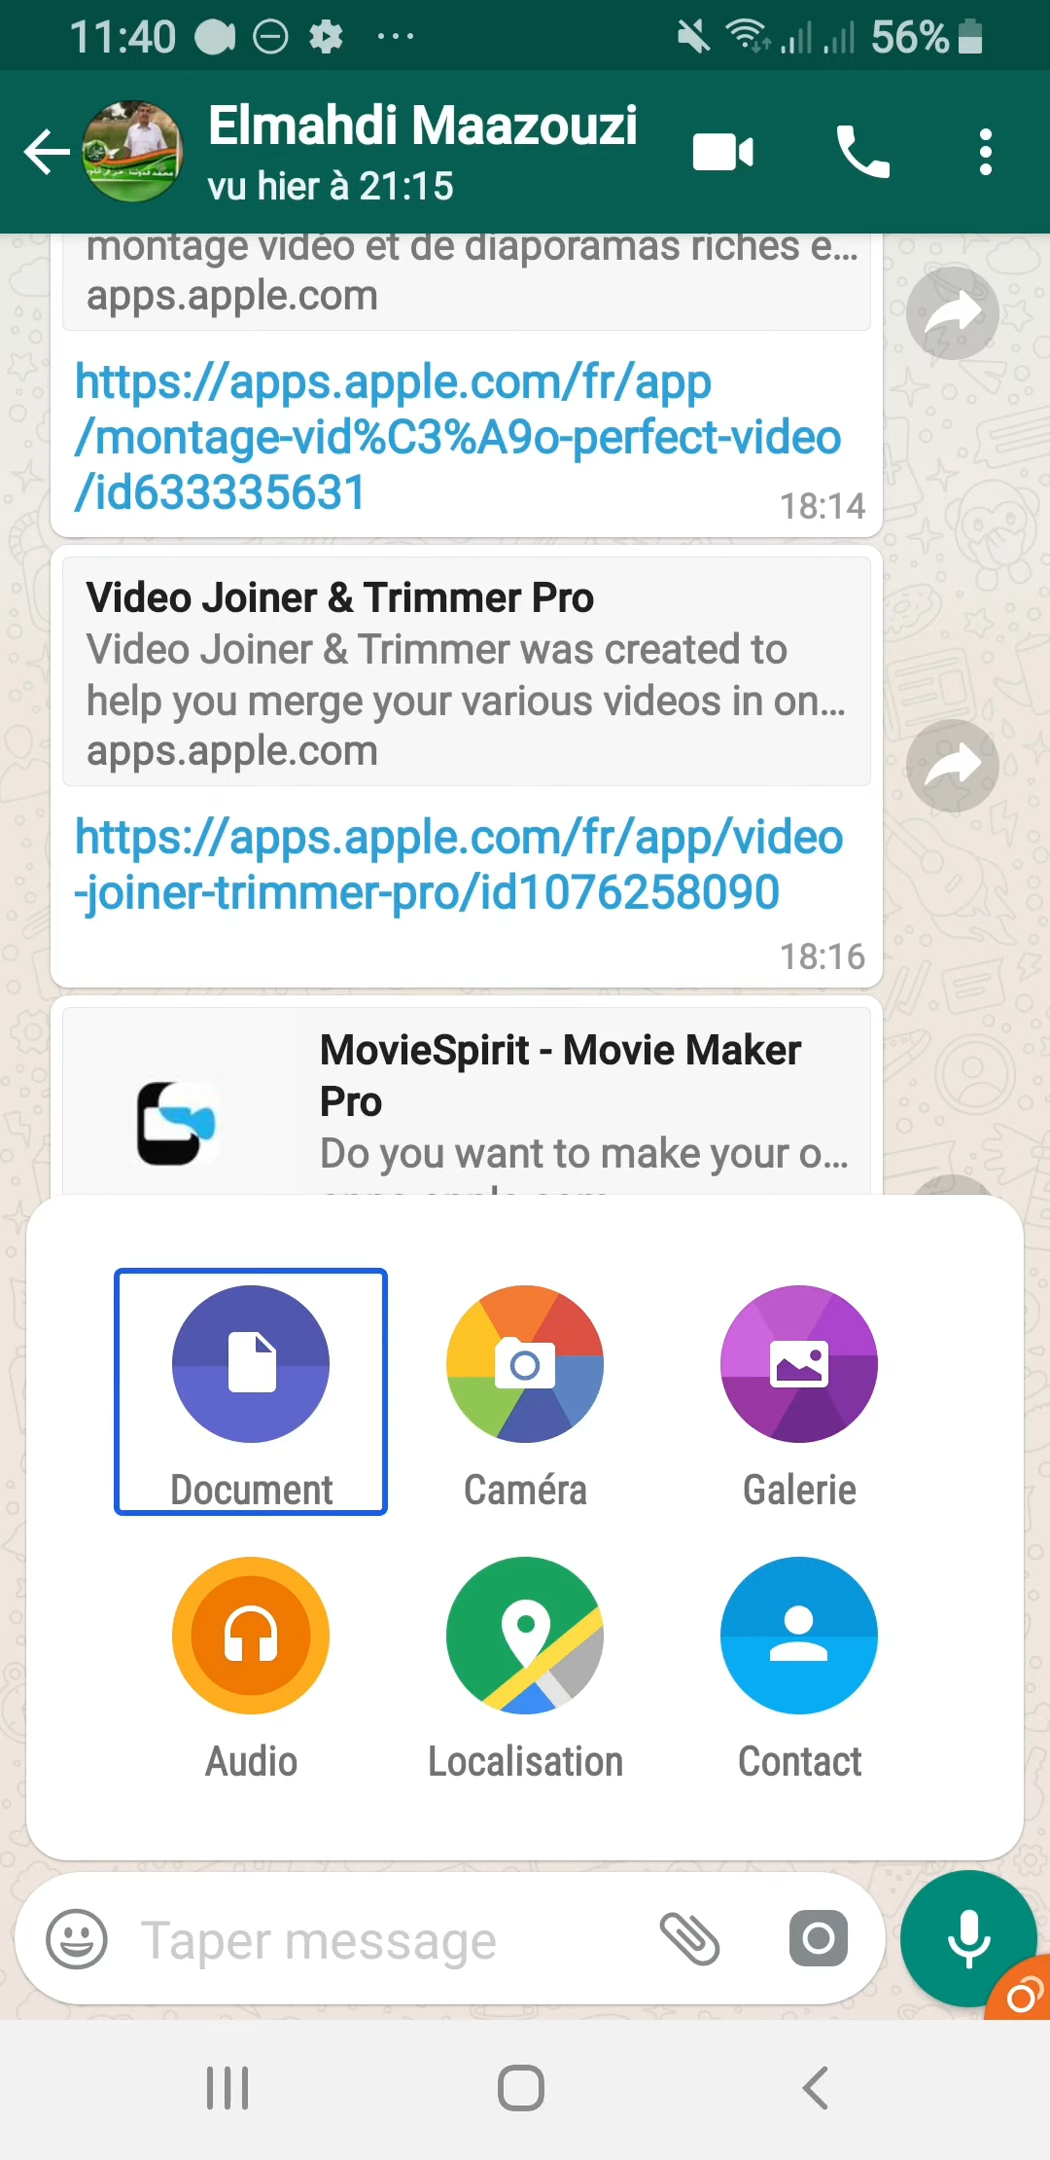 11:40
56%
Elmahdi Maazouzi
vu hier à 21:15
montage vidéo et de diaporamas riches e...
apps.apple.com
https://apps.apple.com/fr/app
/montage-vid%C3%A9o-perfect-video
/id633335631
18:14
Video Joiner & Trimmer Pro
Video Joiner & Trimmer was created to
help you merge your various videos in on...
apps.apple.com
https://apps.apple.com/fr/app/video
-joiner-trimmer-pro/id1076258090
18:16
MovieSpirit - Movie Maker
Pro
Do you want to make your o...
Document
Caméra
Galerie
Audio
Localisation
Contact
Taper message